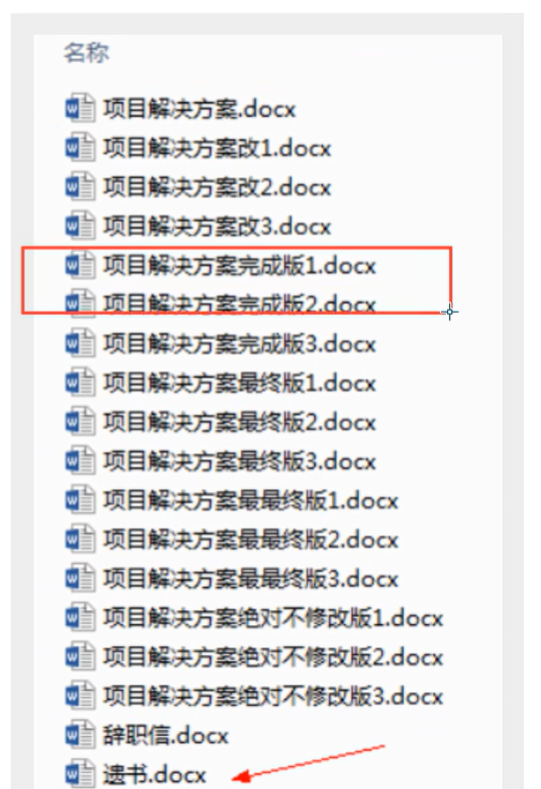 名称
项目解决方案.docx
项目解决方案改1.docx
项目解决方案改2.docx
项目解决方案改3.docx
项目解决方案完成版1.docx
项目解决方案完成版2.docx
项目解决方案完成版3.docx
项目解决方案最终版1.docx
项目解决方案最终版2.docx
项目解决方案最终版3.docx
项目解决方案最最终版1.docx
项目解决方案最最终版2.docx
项目解决方案最最终版3.docx
项目解决方案绝对不修改版1.docx
项目解决方案绝对不修改版2.docx
项目解决方案绝对不修改版3.docx
辞职信.docx
遗书.docx